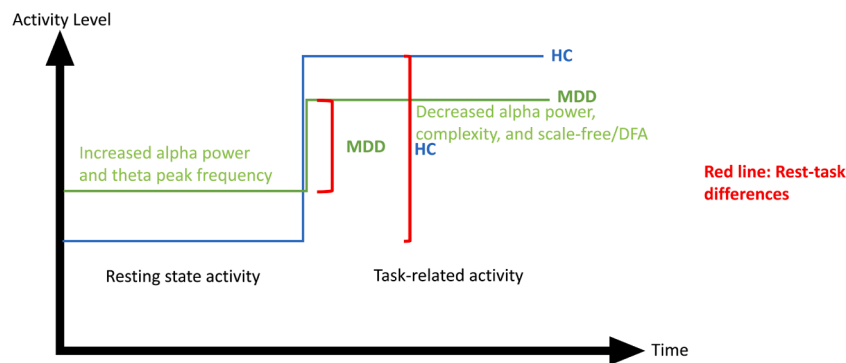 Activity Level
HC
MDD
Decreased alpha power,
complexity, and scale-free/DFA
MDD
HC
Increased alpha power
and theta peak frequency
Red line: Rest-task
differences
Resting state activity
Task-related activity
Time